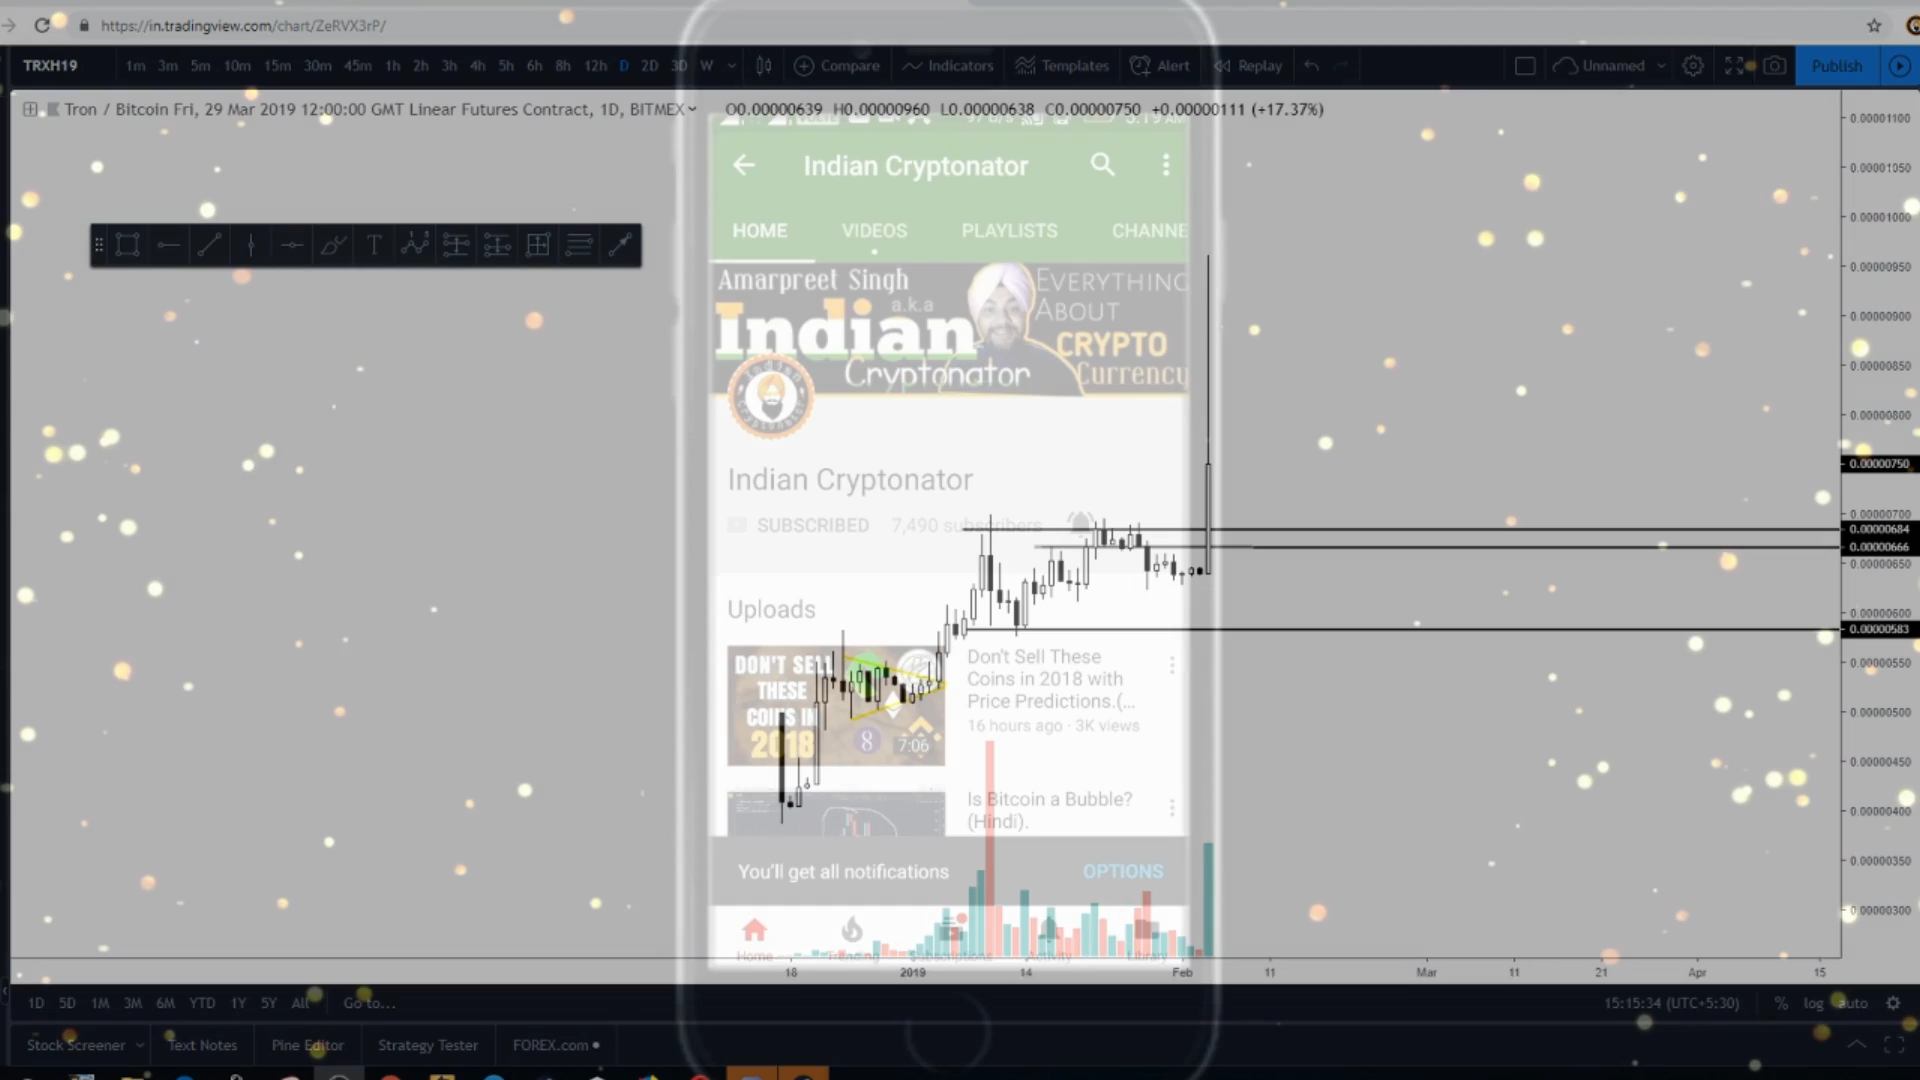 https://in.tradingview.com/chart/ZeRVX3rP/
TRXH19 1m 3m 5m 10m 15m 30m 45m 1h 2h 3h 4h 5h 6h 8h 12h D 2D 3D W Compare Indicators Templates Alert Replay Unnamed Publish
Tron / Bitcoin Fri, 29 Mar 2019 12:00:00 GMT Linear Futures Contract, 1D, BITMEX O0.00000639 H0.00000960 L0.00000638 C0.00000750 +0.00000111 (+17.37%)
Indian Cryptonator
HOME VIDEOS PLAYLISTS CHANNE
Amarpreet Singh
a.k.a
Indian
Cryptonator
EVERYTHING
ABOUT
CRYPTO
Currency
Indian Cryptonator
SUBSCRIBED 7,490 subscribers
Uploads
DON'T SELL
THESE
COINS IN
2018
7:06
Don't Sell These
Coins in 2018 with
Price Predictions.(...
16 hours ago · 3K views
Is Bitcoin a Bubble?
(Hindi).
You'll get all notifications OPTIONS
Home Trending
0.00001100
0.00001050
0.00001000
0.00000950
0.00000900
0.00000850
0.00000800
0.00000750
0.00000700
0.00000684
0.00000666
0.00000650
0.00000600
0.00000583
0.00000550
0.00000500
0.00000450
0.00000400
0.00000350
0.00000300
18 2019 14 Feb 11 Mar 11 21 Apr 15
1D 5D 1M 3M 6M YTD 1Y 5Y All Go to... 15:15:34 (UTC+5:30) % log auto
Stock Screener Text Notes Pine Editor Strategy Tester FOREX.com